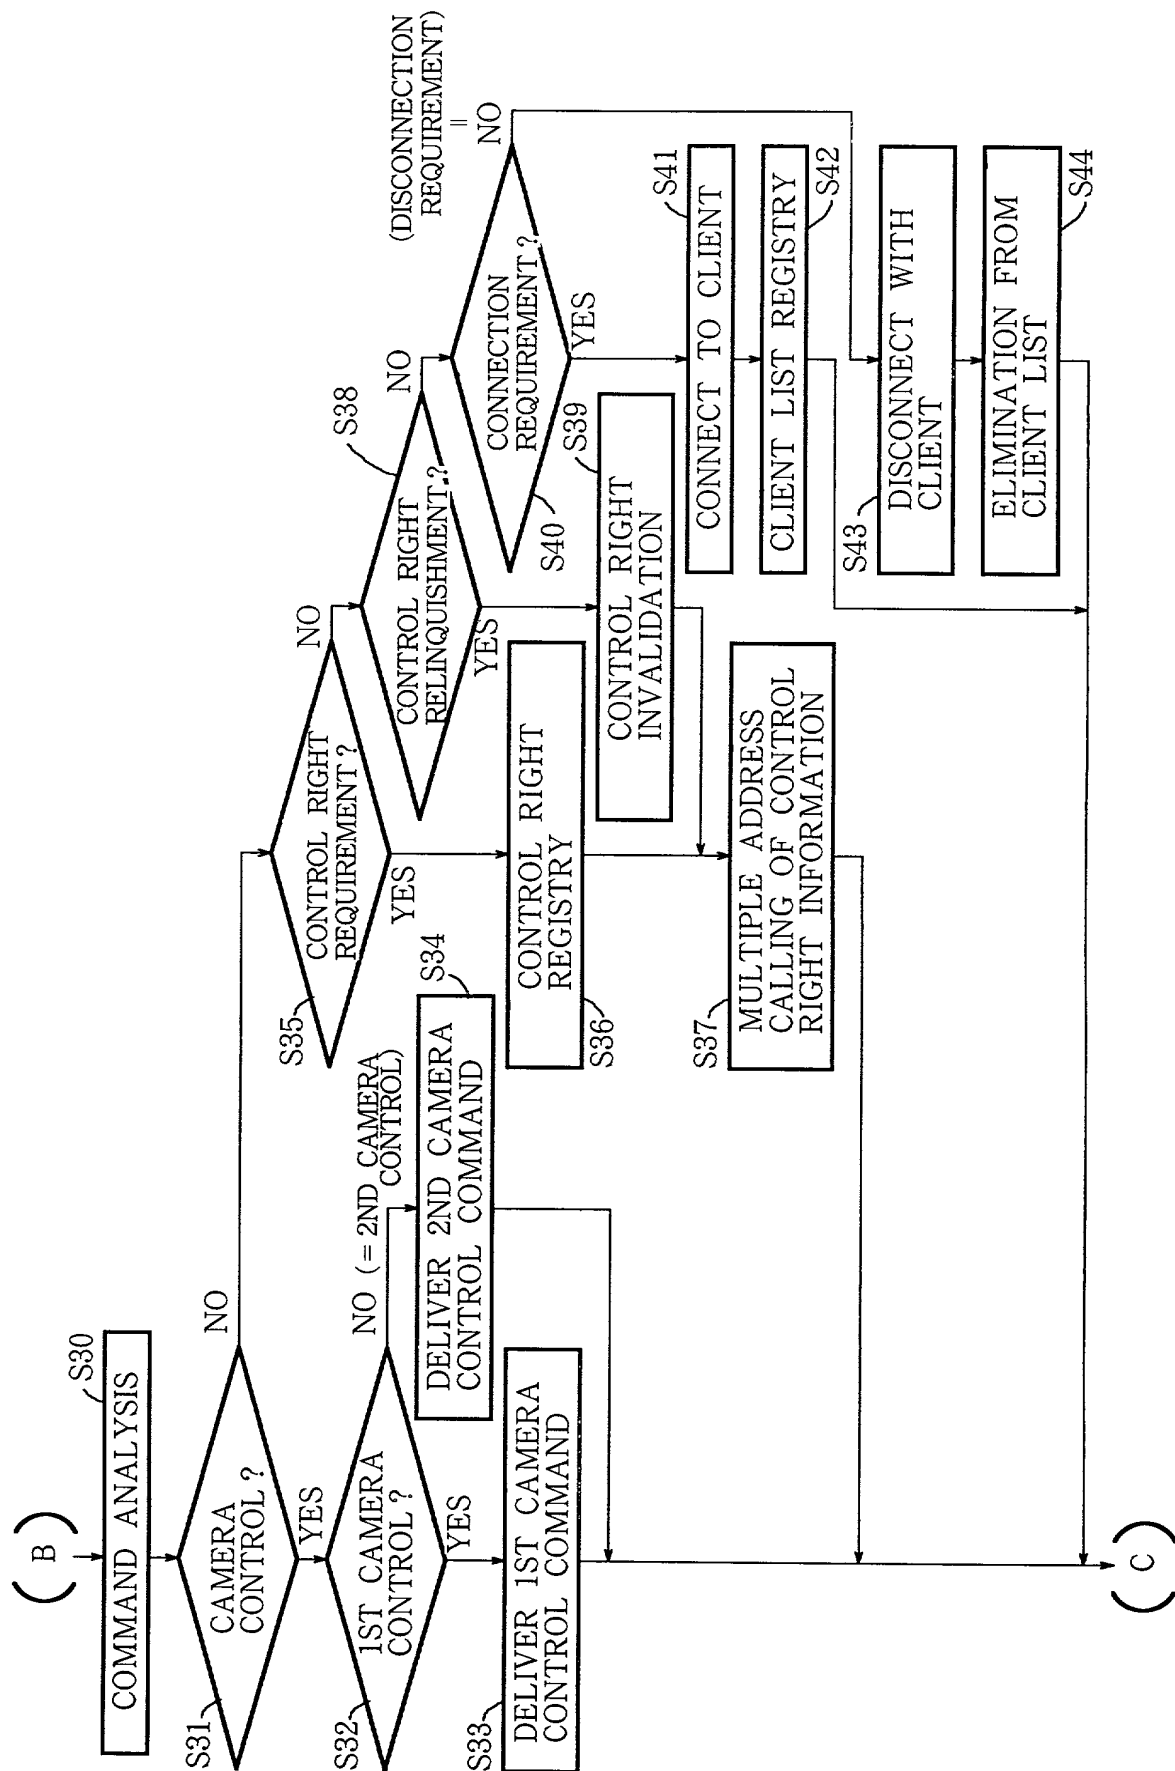 ( B )
COMMAND ANALYSIS
S30
CAMERA
CONTROL ?
S31
NO
YES
1ST CAMERA
CONTROL ?
S32
NO (= 2ND CAMERA
CONTROL)
YES
DELIVER 1ST CAMERA
CONTROL COMMAND
S33
DELIVER 2ND CAMERA
CONTROL COMMAND
S34
CONTROL RIGHT
REQUIREMENT ?
S35
NO
YES
CONTROL RIGHT
REGISTRY
S36
MULTIPLE ADDRESS
CALLING OF CONTROL
RIGHT INFORMATION
S37
CONTROL RIGHT
RELINQUISHMENT ?
S38
NO
YES
CONTROL RIGHT
INVALIDATION
S39
CONNECTION
REQUIREMENT ?
S40
(DISCONNECTION
REQUIREMENT)
=
NO
YES
CONNECT TO CLIENT
S41
CLIENT LIST REGISTRY
S42
DISCONNECT WITH
CLIENT
S43
ELIMINATION FROM
CLIENT LIST
S44
( C )